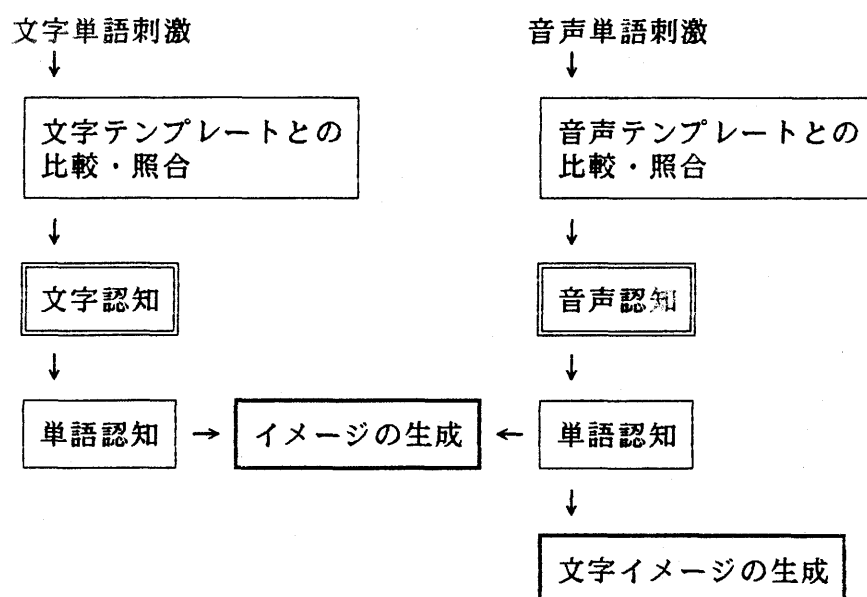 文字単語刺激
音声単語刺激
↓
↓
文字テンプレートとの
比較・照合
音声テンプレートとの
比較・照合
↓
↓
文字認知
音声認知
↓
↓
単語認知 → イメージの生成 ← 単語認知
↓
文字イメージの生成